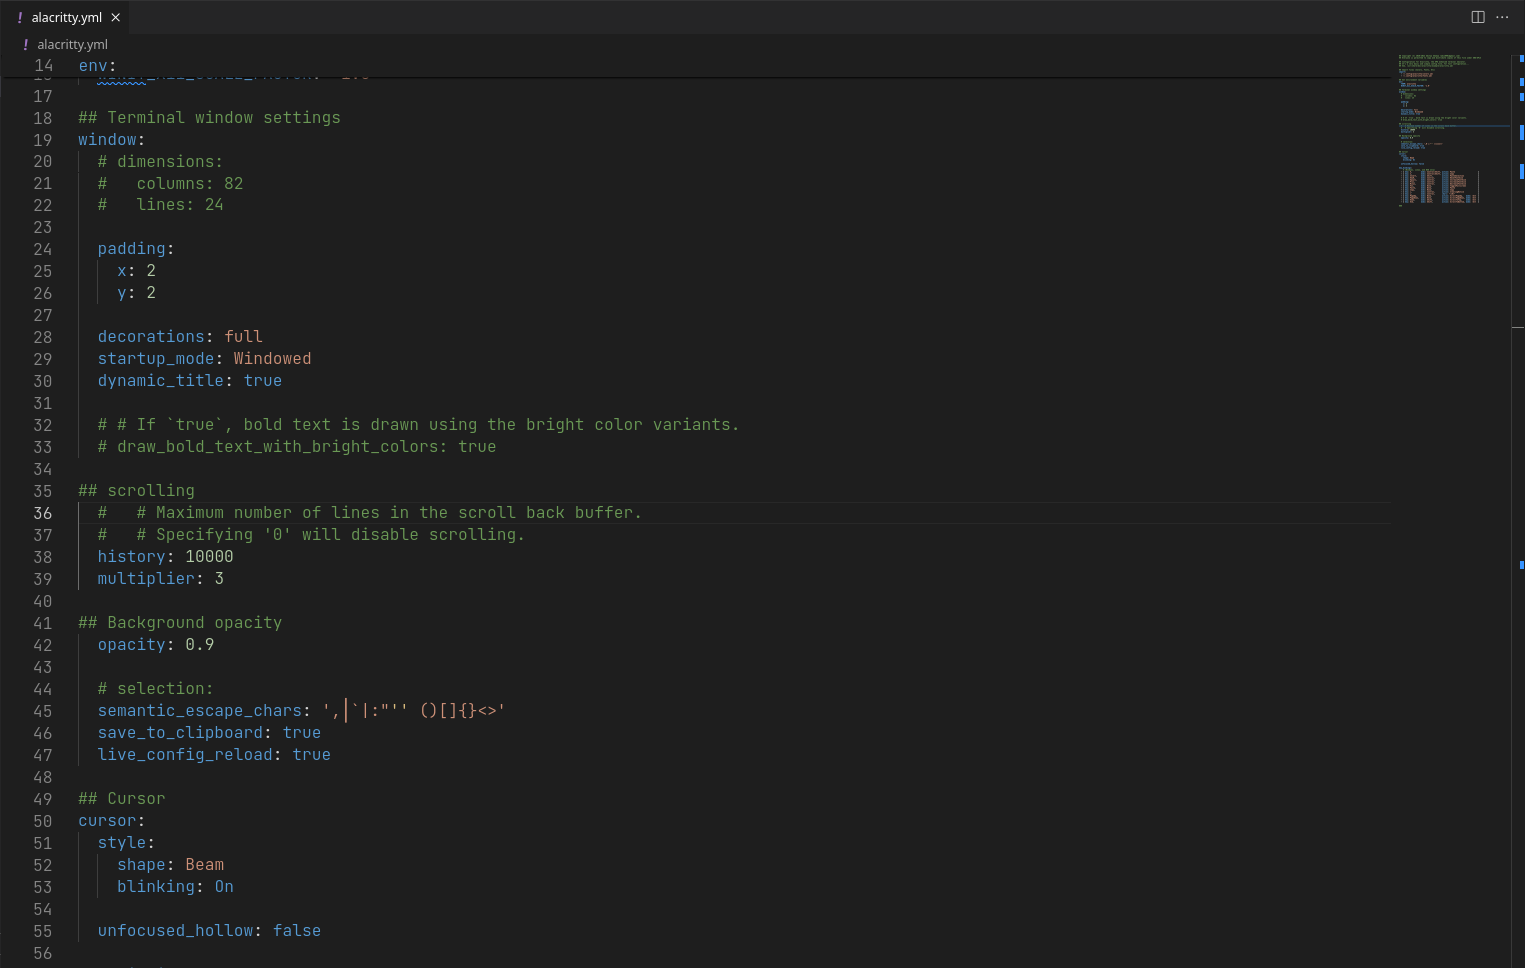 ! alacritty.yml ×
! alacritty.yml
14 env:
17
18 ## Terminal window settings
19 window:
20   # dimensions:
21   #   columns: 82
22   #   lines: 24
23
24   padding:
25     x: 2
26     y: 2
27
28   decorations: full
29   startup_mode: Windowed
30   dynamic_title: true
31
32   # # If `true`, bold text is drawn using the bright color variants.
33   # draw_bold_text_with_bright_colors: true
34
35 ## scrolling
36   #   # Maximum number of lines in the scroll back buffer.
37   #   # Specifying '0' will disable scrolling.
38   history: 10000
39   multiplier: 3
40
41 ## Background opacity
42   opacity: 0.9
43
44   # selection:
45   semantic_escape_chars: ',│`|:"'' ()[]{}<>'
46   save_to_clipboard: true
47   live_config_reload: true
48
49 ## Cursor
50 cursor:
51   style:
52     shape: Beam
53     blinking: On
54
55   unfocused_hollow: false
56